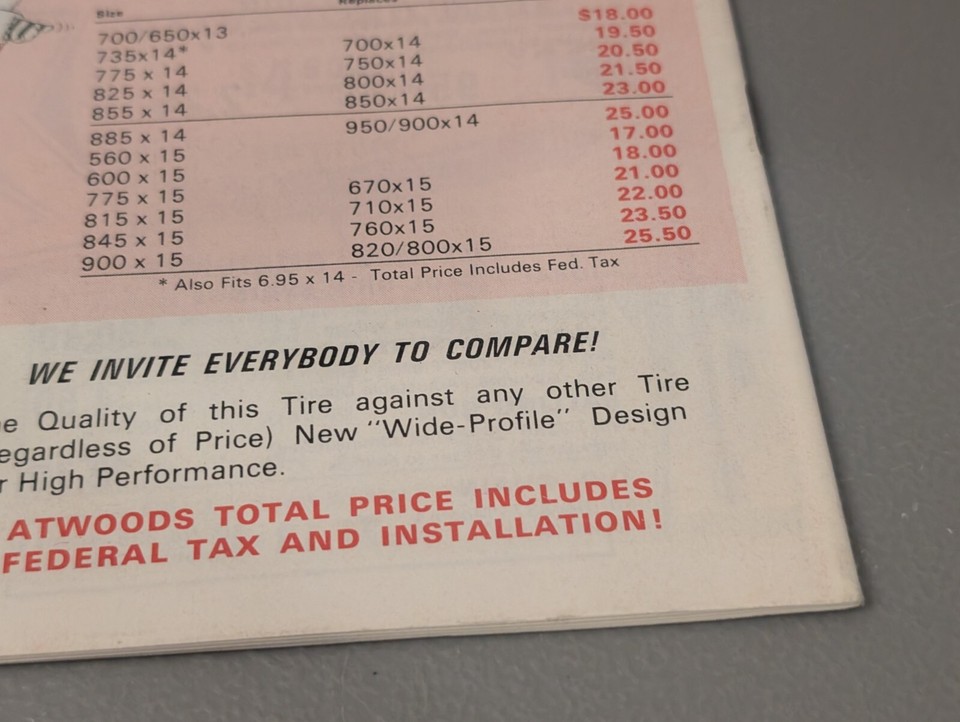 Size Replaces
700/650x13 $18.00
735x14* 700x14 19.50
775 x 14 750x14 20.50
825 x 14 800x14 21.50
855 x 14 850x14 23.00
885 x 14 950/900x14 25.00
560 x 15 17.00
600 x 15 18.00
775 x 15 670x15 21.00
815 x 15 710x15 22.00
845 x 15 760x15 23.50
900 x 15 820/800x15 25.50
* Also Fits 6.95 x 14 - Total Price Includes Fed. Tax
WE INVITE EVERYBODY TO COMPARE!
e Quality of this Tire against any other Tire
egardless of Price) New "Wide-Profile" Design
r High Performance.
ATWOODS TOTAL PRICE INCLUDES
FEDERAL TAX AND INSTALLATION!